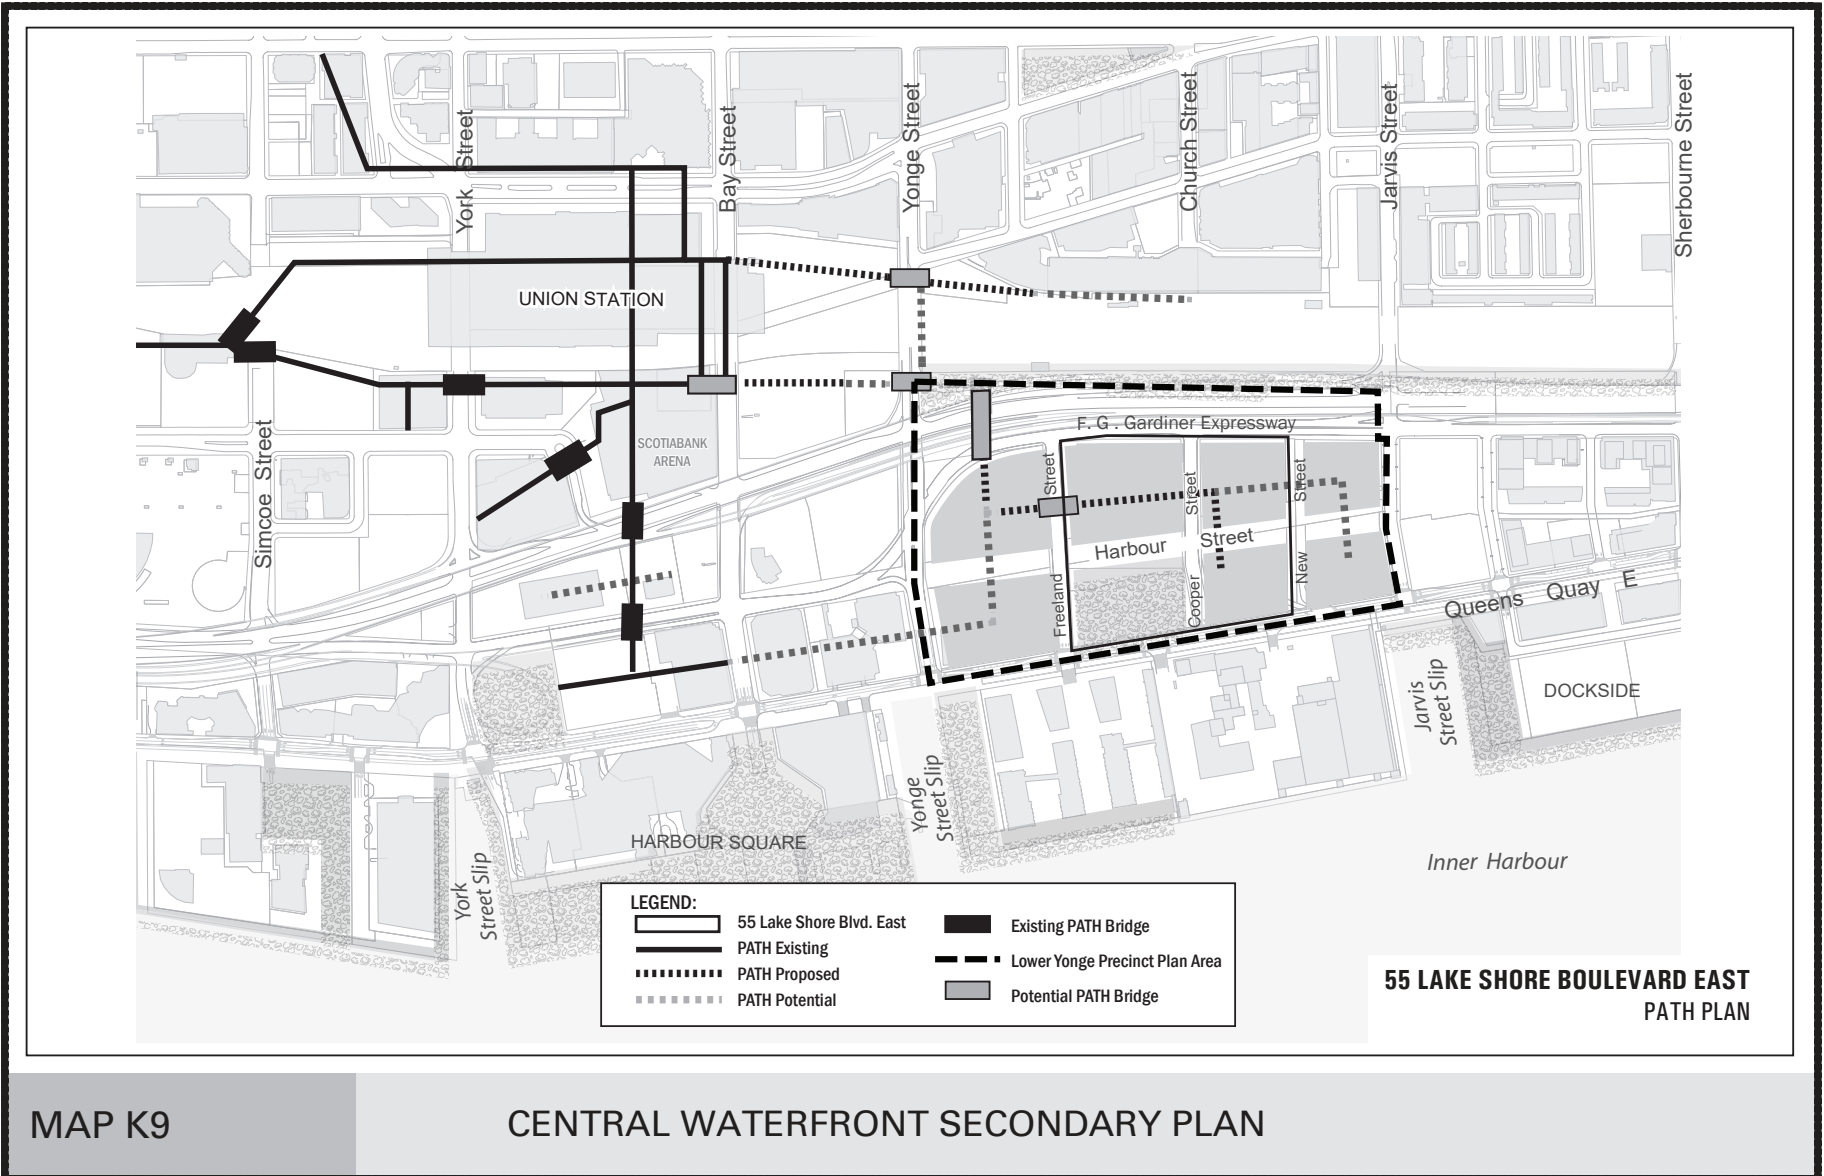 York Street
Bay Street
Yonge Street
Church Street
Jarvis Street
Sherbourne Street
UNION STATION
SCOTIABANK
ARENA
Simcoe Street
F. G. Gardiner Expressway
Street
Street
Street
Harbour Street
Freeland
Cooper
New
Queens Quay E
Jarvis
Street Slip
DOCKSIDE
Yonge
Street Slip
HARBOUR SQUARE
York
Street Slip
Inner Harbour
LEGEND:
55 Lake Shore Blvd. East
PATH Existing
PATH Proposed
PATH Potential
Existing PATH Bridge
Lower Yonge Precinct Plan Area
Potential PATH Bridge
55 LAKE SHORE BOULEVARD EAST
PATH PLAN
MAP K9
CENTRAL WATERFRONT SECONDARY PLAN